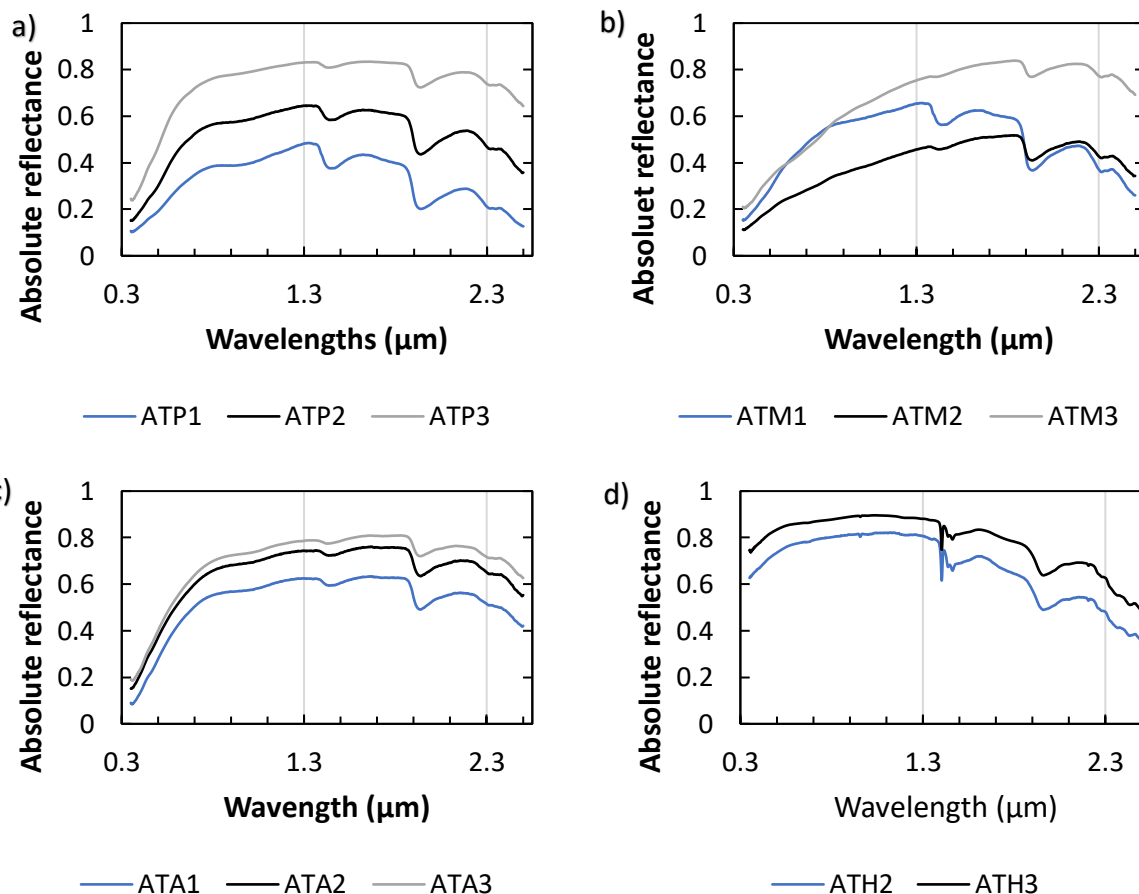 a)
Absolute reflectance
1
0.8
0.6
0.4
0.2
0
0.3 1.3 2.3
Wavelengths (µm)
ATP1 ATP2 ATP3
b)
Absoluet reflectance
1
0.8
0.6
0.4
0.2
0
0.3 1.3 2.3
Wavelength (µm)
ATM1 ATM2 ATM3
c)
Absolute reflectance
1
0.8
0.6
0.4
0.2
0
0.3 1.3 2.3
Wavength (µm)
ATA1 ATA2 ATA3
d)
Absolute reflectance
1
0.8
0.6
0.4
0.2
0
0.3 1.3 2.3
Wavelength (µm)
ATH2 ATH3